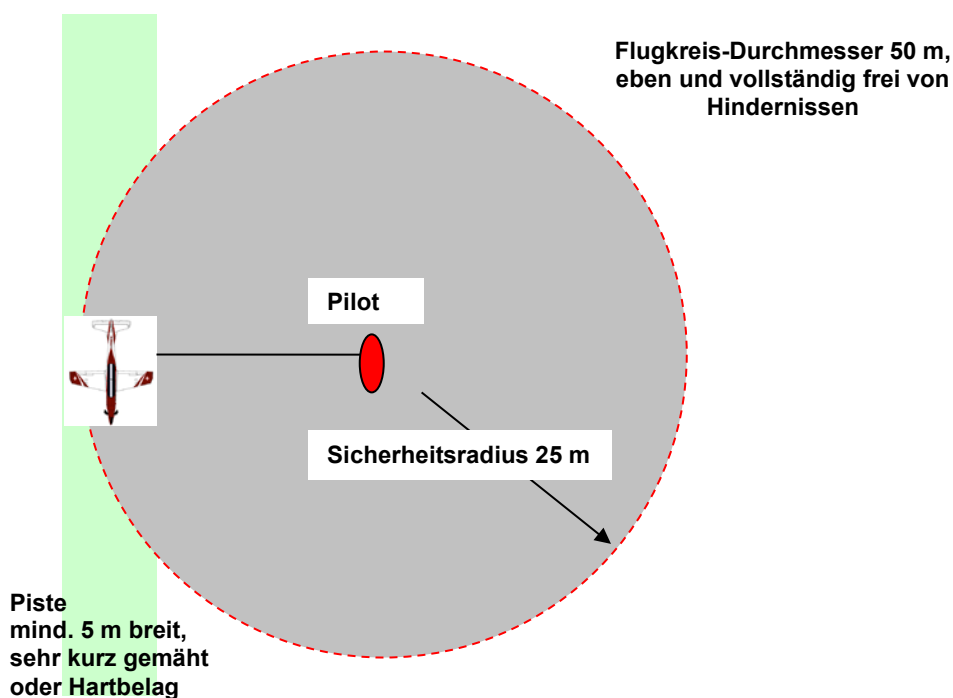 Flugkreis-Durchmesser 50 m,
eben und vollständig frei von
Hindernissen
Pilot
Sicherheitsradius 25 m
Piste
mind. 5 m breit,
sehr kurz gemäht
oder Hartbelag